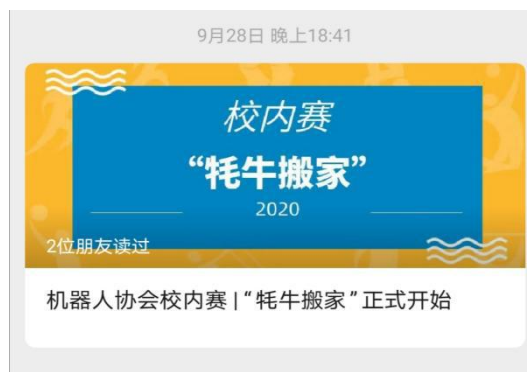 9月28日 晚上18:41
校内赛
“牦牛搬家”
2020
2位朋友读过
机器人协会校内赛 | “牦牛搬家”正式开始